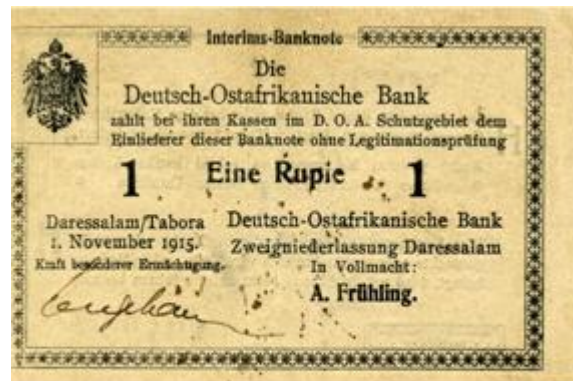 Interims-Banknote
Die
Deutsch-Ostafrikanische Bank
zahlt bei ihren Kassen im D. O. A. Schutzgebiet dem
Einlieferer dieser Banknote ohne Legitimationsprüfung
1 Eine Rupie 1
Daressalam/Tabora
1. November 1915.
Kraft besonderer Ermächtigung.
Deutsch-Ostafrikanische Bank
Zweigniederlassung Daressalam
In Vollmacht:
A. Frühling.